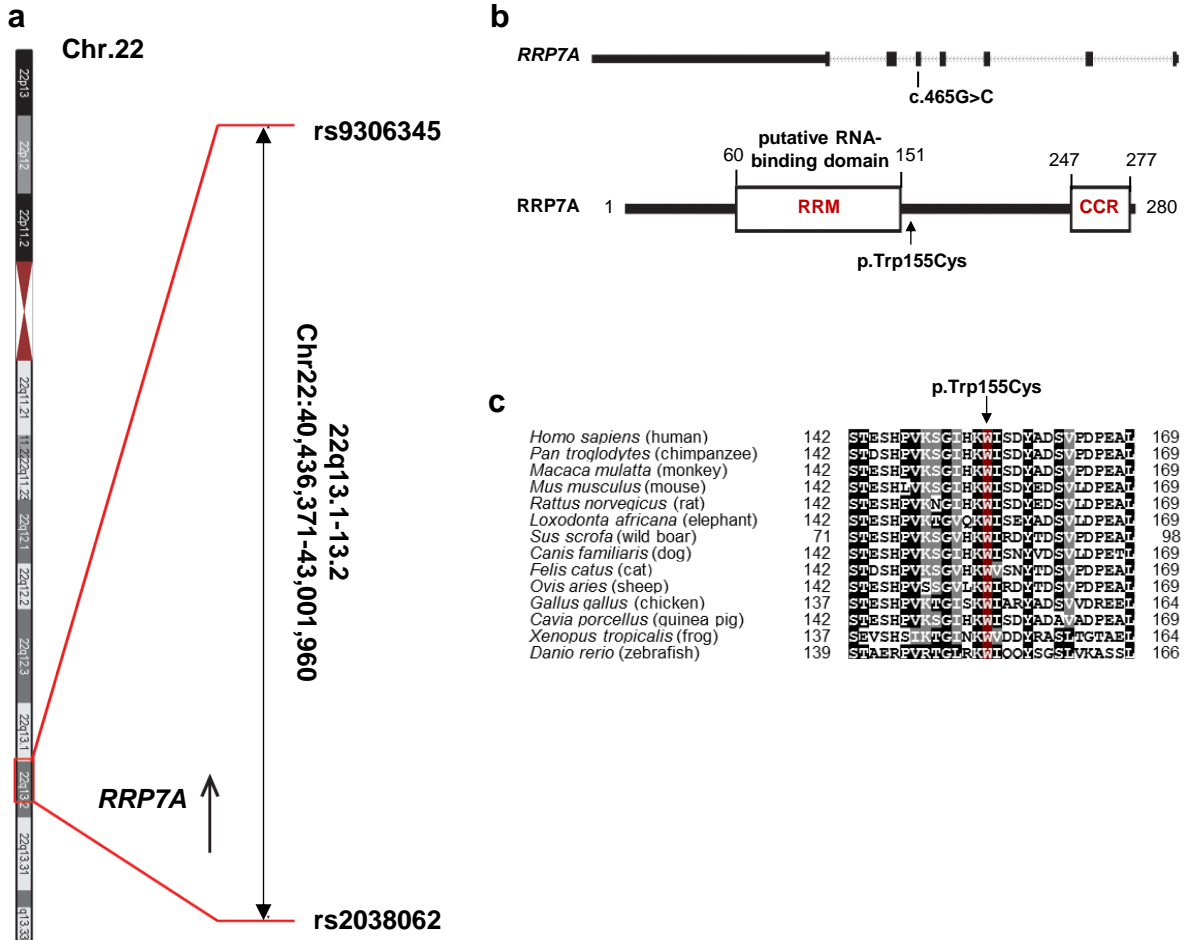 a
Chr.22
22p13
22p12
22p11.2
22q11.21
22q12.1
22q12.2
22q12.3
22q13.1
22q13.2
22q13.31
q13.33
rs9306345
Chr22:40,436,371-43,001,960
22q13.1-13.2
RRP7A
rs2038062
b
RRP7A
c.465G>C
putative RNA-
binding domain
60
151
247
277
RRP7A
1
RRM
CCR
280
p.Trp155Cys
c
p.Trp155Cys
Homo sapiens (human) 142 STESHPVKSGIHKWISDYADSVPDPEAL 169
Pan troglodytes (chimpanzee) 142 STDSHPVKSGIHKWISDYADSVPDPEAL 169
Macaca mulatta (monkey) 142 STESHPVKSGIHKWISDYADSVPDPEAL 169
Mus musculus (mouse) 142 STESHLVKSGIHKWISDYEDSVLDPEAL 169
Rattus norvegicus (rat) 142 STESHPVKNGIHKWISDYEDSVLDPEAL 169
Loxodonta africana (elephant) 142 STESHPVKTGVQKWISEYADSVLDPEAL 169
Sus scrofa (wild boar) 71 STESHPVKSGVHKWIRDYTDSVPDPEAL 98
Canis familiaris (dog) 142 STESHPVKSGIHKWISNYVDSVLDPETL 169
Felis catus (cat) 142 STDSHPVKSGVHKWVSNYTDSVPDPEAL 169
Ovis aries (sheep) 142 STESHPVSSGVLKWIRDYTDSVPDPEAL 169
Gallus gallus (chicken) 137 STESHPVKTGISKWIARYADSVVDREEL 164
Cavia porcellus (guinea pig) 142 STESHPVKSGIHKWISDYADAVADPEAL 169
Xenopus tropicalis (frog) 137 SEVSHSIKTGINKWVDDYRASLTGTAEL 164
Danio rerio (zebrafish) 139 STAERPVRTGLRKWIQQYSGSLVKASSL 166